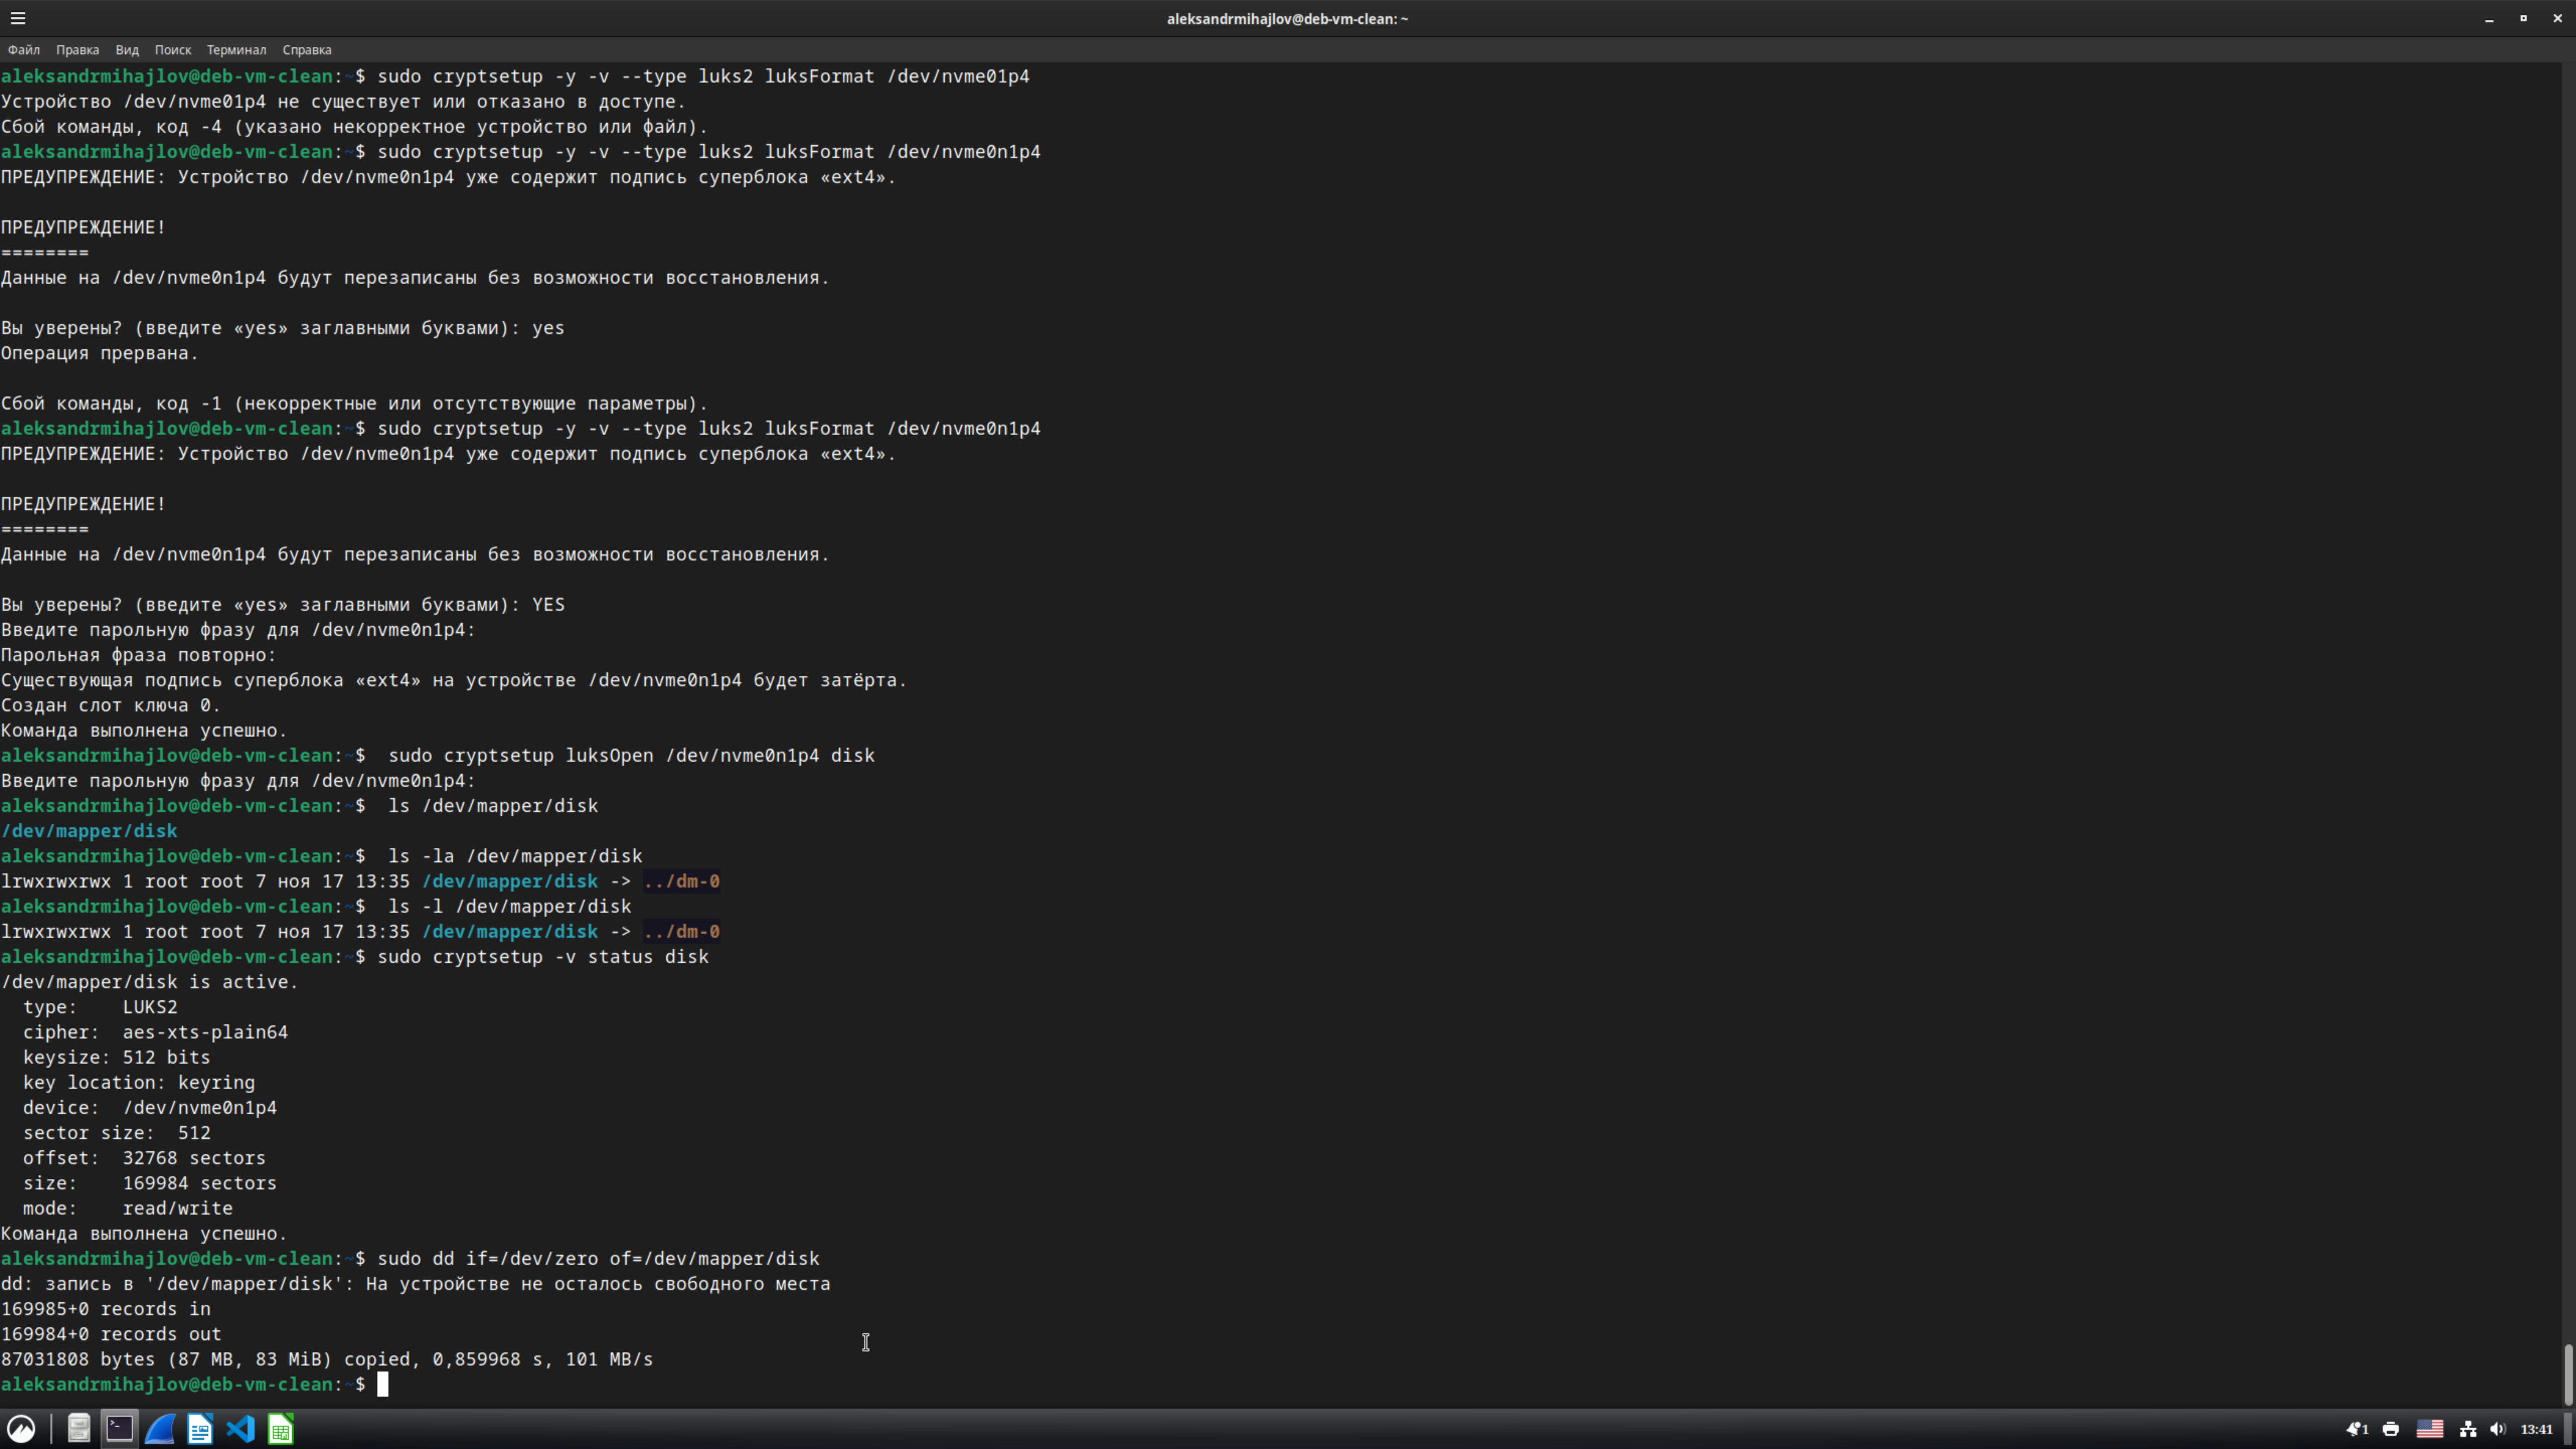 aleksandrmihajlov@deb-vm-clean: ~
Файл Правка Вид Поиск Терминал Справка
aleksandrmihajlov@deb-vm-clean:~$ sudo cryptsetup -y -v --type luks2 luksFormat /dev/nvme01p4
Устройство /dev/nvme01p4 не существует или отказано в доступе.
Сбой команды, код -4 (указано некорректное устройство или файл).
aleksandrmihajlov@deb-vm-clean:~$ sudo cryptsetup -y -v --type luks2 luksFormat /dev/nvme0n1p4
ПРЕДУПРЕЖДЕНИЕ: Устройство /dev/nvme0n1p4 уже содержит подпись суперблока «ext4».
ПРЕДУПРЕЖДЕНИЕ!
========
Данные на /dev/nvme0n1p4 будут перезаписаны без возможности восстановления.
Вы уверены? (введите «yes» заглавными буквами): yes
Операция прервана.
Сбой команды, код -1 (некорректные или отсутствующие параметры).
aleksandrmihajlov@deb-vm-clean:~$ sudo cryptsetup -y -v --type luks2 luksFormat /dev/nvme0n1p4
ПРЕДУПРЕЖДЕНИЕ: Устройство /dev/nvme0n1p4 уже содержит подпись суперблока «ext4».
ПРЕДУПРЕЖДЕНИЕ!
========
Данные на /dev/nvme0n1p4 будут перезаписаны без возможности восстановления.
Вы уверены? (введите «yes» заглавными буквами): YES
Введите парольную фразу для /dev/nvme0n1p4:
Парольная фраза повторно:
Существующая подпись суперблока «ext4» на устройстве /dev/nvme0n1p4 будет затёрта.
Создан слот ключа 0.
Команда выполнена успешно.
aleksandrmihajlov@deb-vm-clean:~$  sudo cryptsetup luksOpen /dev/nvme0n1p4 disk
Введите парольную фразу для /dev/nvme0n1p4:
aleksandrmihajlov@deb-vm-clean:~$  ls /dev/mapper/disk
/dev/mapper/disk
aleksandrmihajlov@deb-vm-clean:~$  ls -la /dev/mapper/disk
lrwxrwxrwx 1 root root 7 ноя 17 13:35 /dev/mapper/disk -> ../dm-0
aleksandrmihajlov@deb-vm-clean:~$  ls -l /dev/mapper/disk
lrwxrwxrwx 1 root root 7 ноя 17 13:35 /dev/mapper/disk -> ../dm-0
aleksandrmihajlov@deb-vm-clean:~$ sudo cryptsetup -v status disk
/dev/mapper/disk is active.
  type:    LUKS2
  cipher:  aes-xts-plain64
  keysize: 512 bits
  key location: keyring
  device:  /dev/nvme0n1p4
  sector size:  512
  offset:  32768 sectors
  size:    169984 sectors
  mode:    read/write
Команда выполнена успешно.
aleksandrmihajlov@deb-vm-clean:~$ sudo dd if=/dev/zero of=/dev/mapper/disk
dd: запись в '/dev/mapper/disk': На устройстве не осталось свободного места
169985+0 records in
169984+0 records out
87031808 bytes (87 MB, 83 MiB) copied, 0,859968 s, 101 MB/s
aleksandrmihajlov@deb-vm-clean:~$
1 13:41